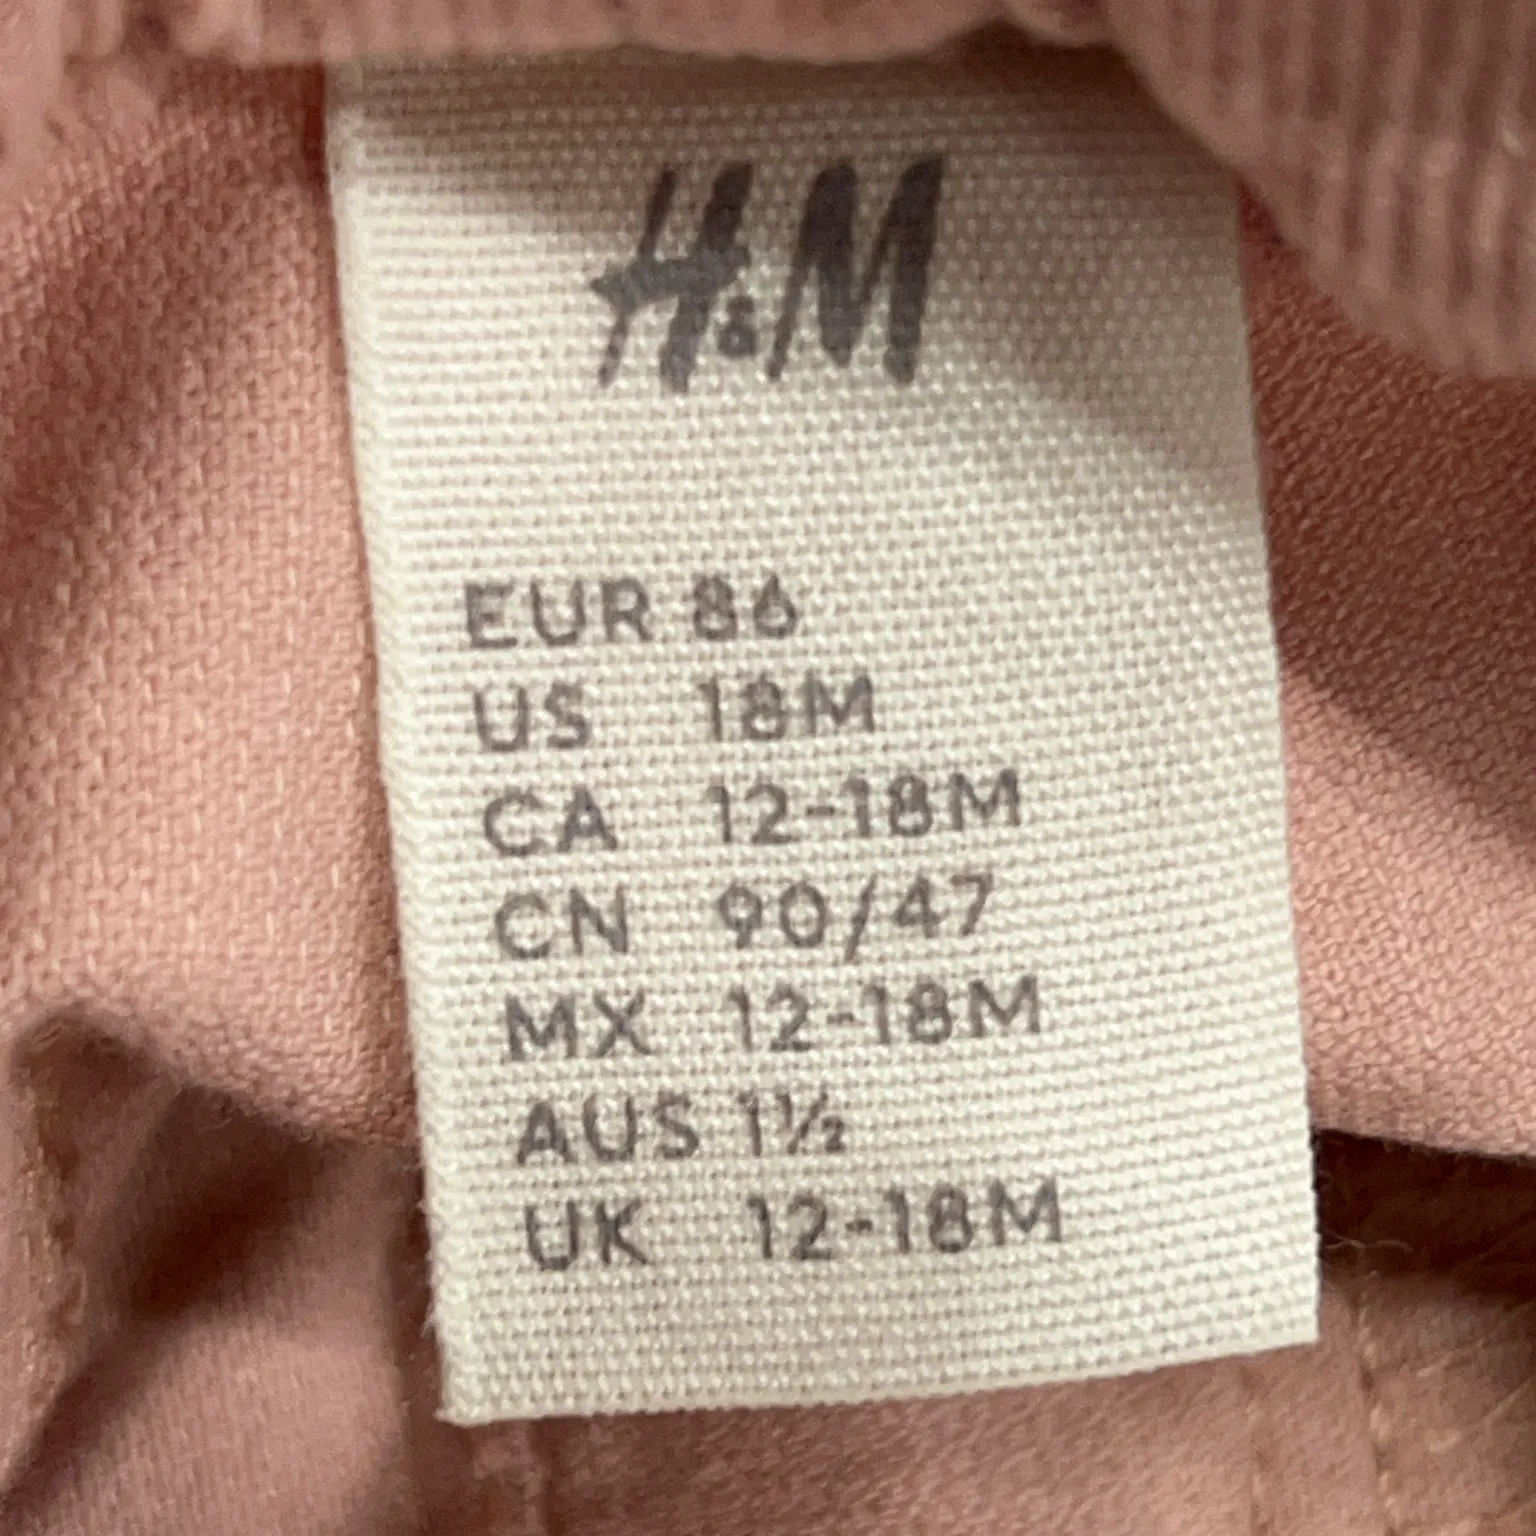 H&M
EUR 86
US 18M
CA 12-18M
CN 90/47
MX 12-18M
AUS 1½
UK 12-18M